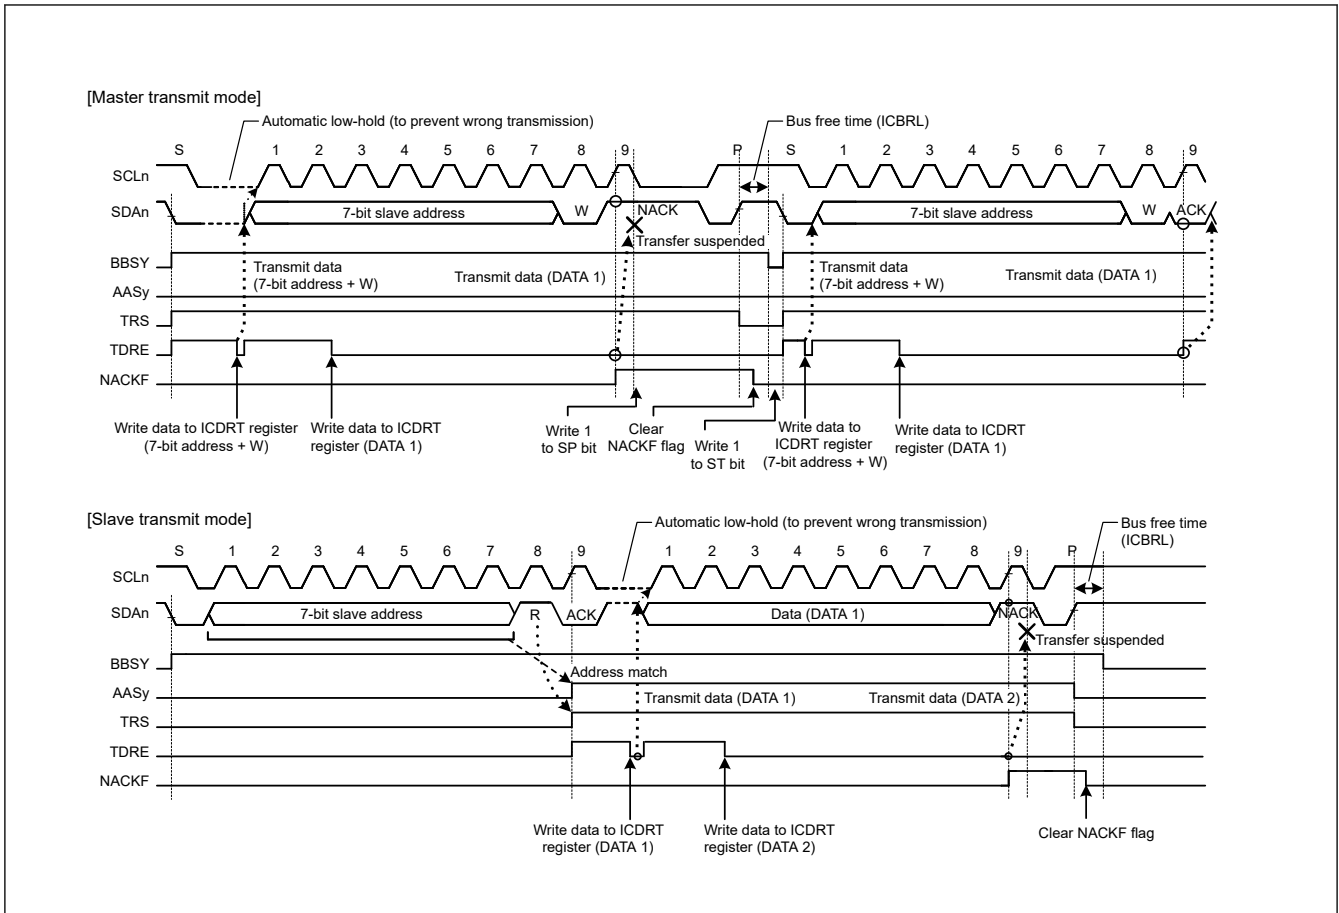 [Master transmit mode]
Automatic low-hold (to prevent wrong transmission)
Bus free time (ICBRL)
S 1 2 3 4 5 6 7 8 9 P S 1 2 3 4 5 6 7 8 9
SCLn
SDAn 7-bit slave address W NACK 7-bit slave address W ACK
Transfer suspended
BBSY
Transmit data
(7-bit address + W)
Transmit data (DATA 1)
Transmit data
(7-bit address + W)
Transmit data (DATA 1)
AASy
TRS
TDRE
NACKF
Write data to ICDRT register
(7-bit address + W)
Write data to ICDRT
register (DATA 1)
Write 1
to SP bit
Clear
NACKF flag
Write 1
to ST bit
Write data to
ICDRT register
(7-bit address + W)
Write data to ICDRT
register (DATA 1)
[Slave transmit mode]
Automatic low-hold (to prevent wrong transmission)
Bus free time
(ICBRL)
S 1 2 3 4 5 6 7 8 9 1 2 3 4 5 6 7 8 9 P
SCLn
SDAn 7-bit slave address R ACK Data (DATA 1) NACK
Transfer suspended
BBSY
Address match
AASy
Transmit data (DATA 1)
Transmit data (DATA 2)
TRS
TDRE
NACKF
Write data to ICDRT
register (DATA 1)
Write data to ICDRT
register (DATA 2)
Clear NACKF flag